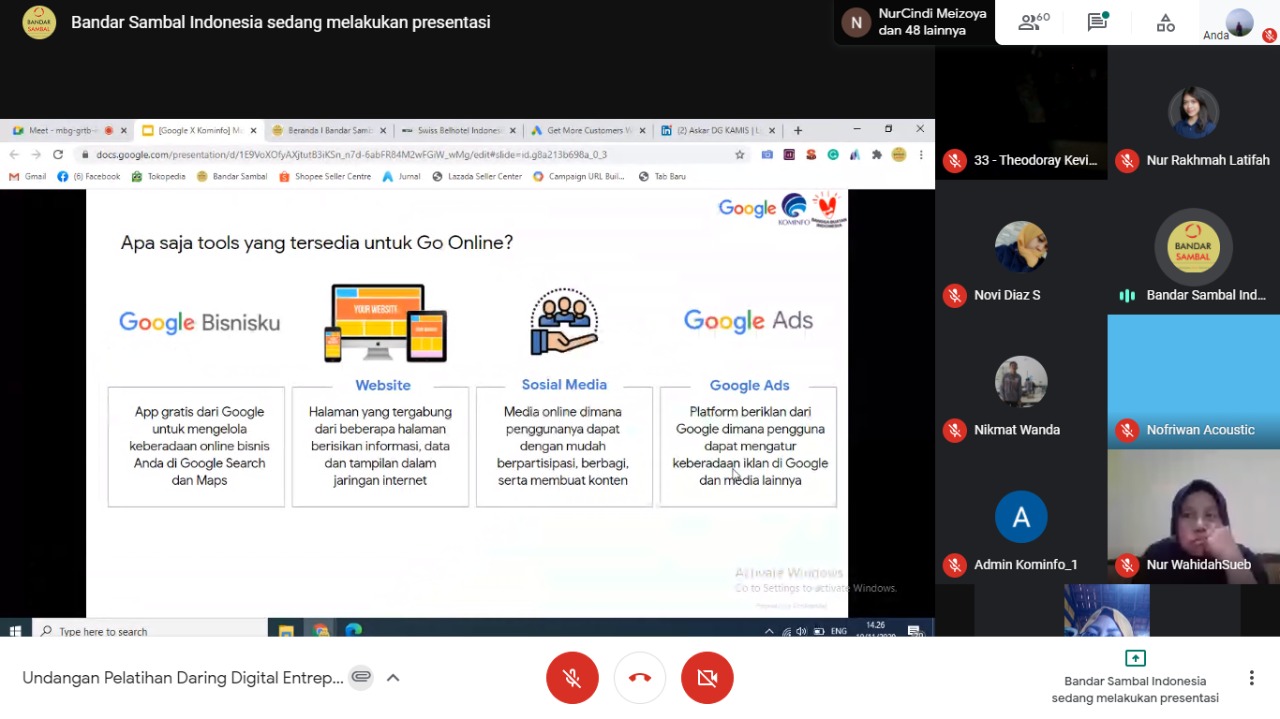 BANDAR
SAMBAL
Bandar Sambal Indonesia sedang melakukan presentasi
N
NurCindi Meizoya
dan 48 lainnya
60
Anda
Meet - mbg-grtb-
[Google X Kominfo] M
Beranda | Bandar Sam
Swiss Belhotel Indones
Get More Customers
(2) Askar DG KAMIS | L
docs.google.com/presentation/d/1E9VoXOfyAXjtutB3iKSn_n7d-6abFR84M2wFGiW_wMg/edit#slide=id.g8a213b698a_0_3
Gmail
(6) Facebook
Tokopedia
Bandar Sambal
Shopee Seller Centre
Jurnal
Lazada Seller Center
Campaign URL Buil...
Tab Baru
Google
KOMINFO
Apa saja tools yang tersedia untuk Go Online?
Google Bisnisku
YOUR WEBSITE
Google Ads
Website
Sosial Media
Google Ads
App gratis dari Google
untuk mengelola
keberadaan online bisnis
Anda di Google Search
dan Maps
Halaman yang tergabung
dari beberapa halaman
berisikan informasi, data
dan tampilan dalam
jaringan internet
Media online dimana
penggunanya dapat
dengan mudah
berpartisipasi, berbagi,
serta membuat konten
Platform beriklan dari
Google dimana pengguna
dapat mengatur
keberadaan iklan di Google
dan media lainnya
Activate Windows
Go to Settings to activate Windows.
Type here to search
ENG
14.26
33 - Theodoray Kevi...
Nur Rakhmah Latifah
Novi Diaz S
BANDAR
SAMBAL
Bandar Sambal Ind...
Nikmat Wanda
Nofriwan Acoustic
A
Admin Kominfo_1
Nur WahidahSueb
Undangan Pelatihan Daring Digital Entrep...
Bandar Sambal Indonesia
sedang melakukan presentasi